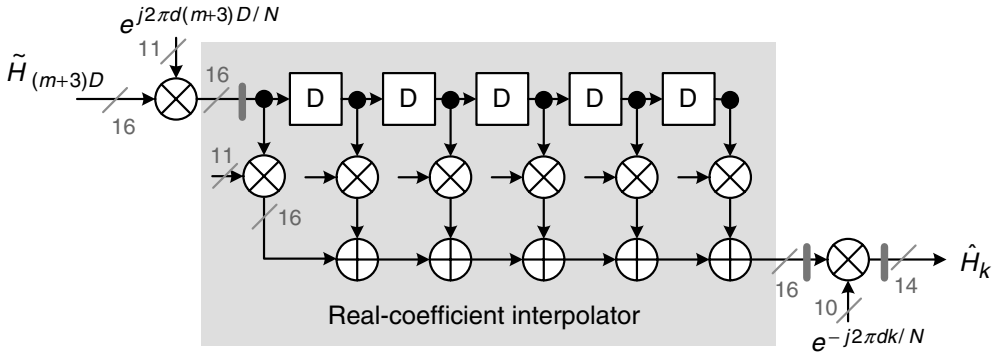 e^{j2πd(m+3)D/N}
11
H̃_{(m+3)D}
16
16
D D D D D
11
16
16
10
14
Ĥ_k
Real-coefficient interpolator
e^{-j2πdk/N}